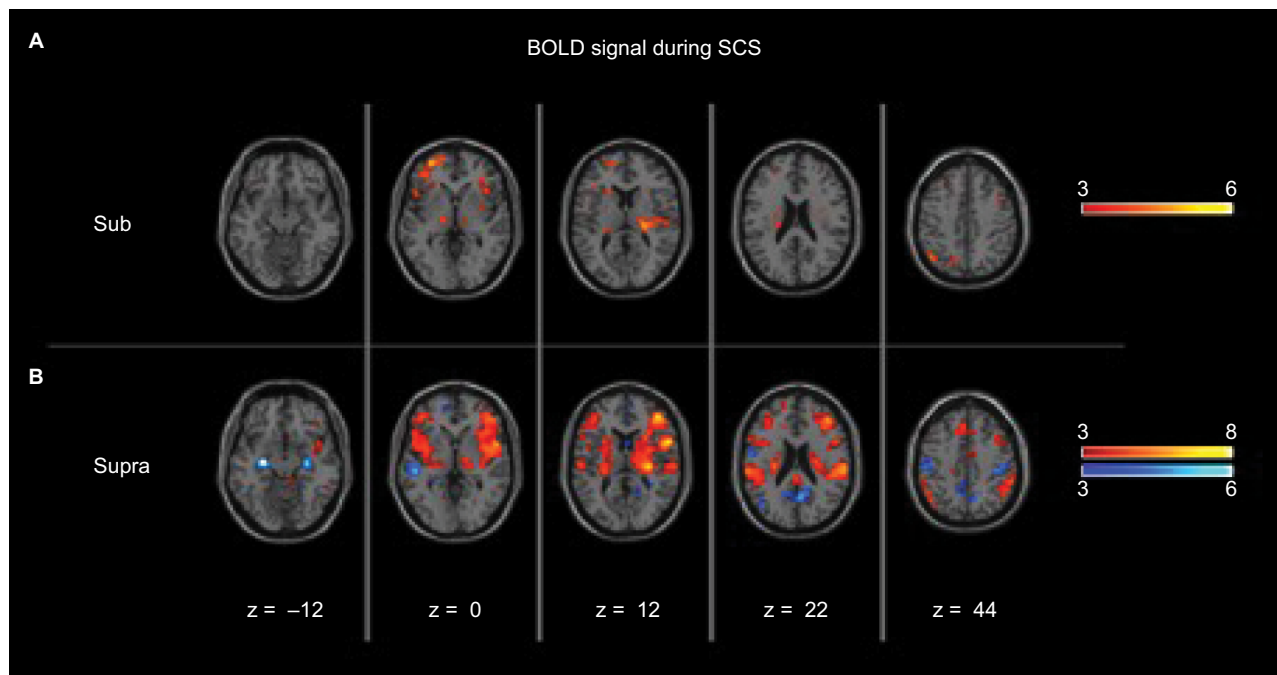 A
BOLD signal during SCS
Sub
3 6
B
Supra
3 8
3 6
z = –12 z = 0 z = 12 z = 22 z = 44